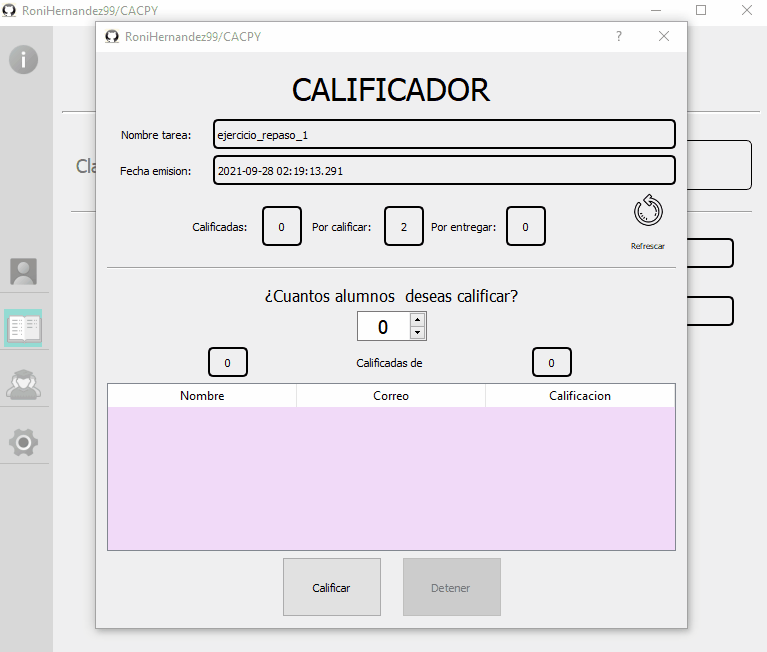 RoniHernandez99/CACPY
RoniHernandez99/CACPY
?
CALIFICADOR
Nombre tarea: ejercicio_repaso_1
Fecha emision: 2021-09-28 02:19:13.291
Cla
Calificadas: 0 Por calificar: 2 Por entregar: 0
Refrescar
¿Cuantos alumnos deseas calificar?
0
0 Calificadas de 0
Nombre Correo Calificacion
Calificar Detener